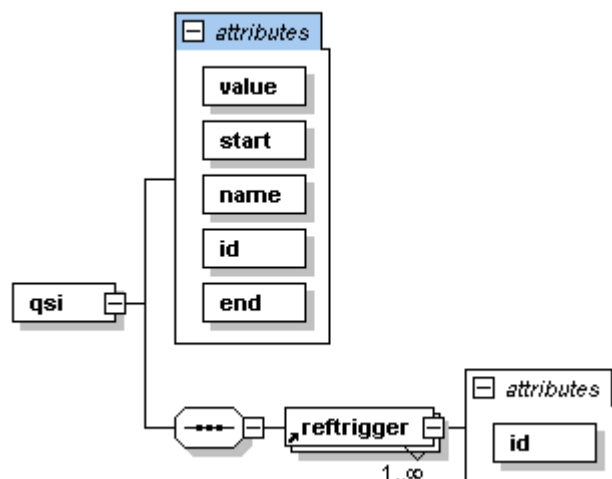 attributes
value
start
name
id
end
qsi
reftrigger
1..∞
attributes
id